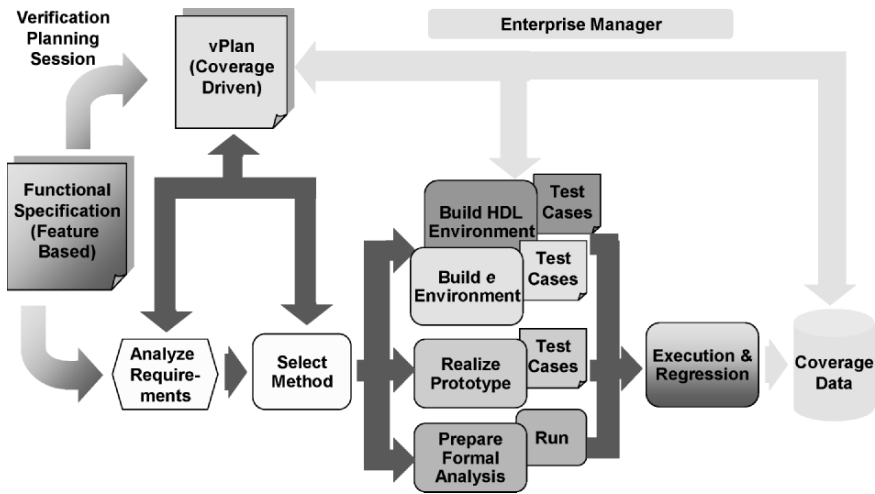 Verification
Planning
Session
vPlan
(Coverage
Driven)
Enterprise Manager
Functional
Specification
(Feature
Based)
Build HDL
Environment
Test
Cases
Build e
Environment
Test
Cases
Analyze
Require-
ments
Select
Method
Realize
Prototype
Test
Cases
Prepare
Formal
Analysis
Run
Execution &
Regression
Coverage
Data